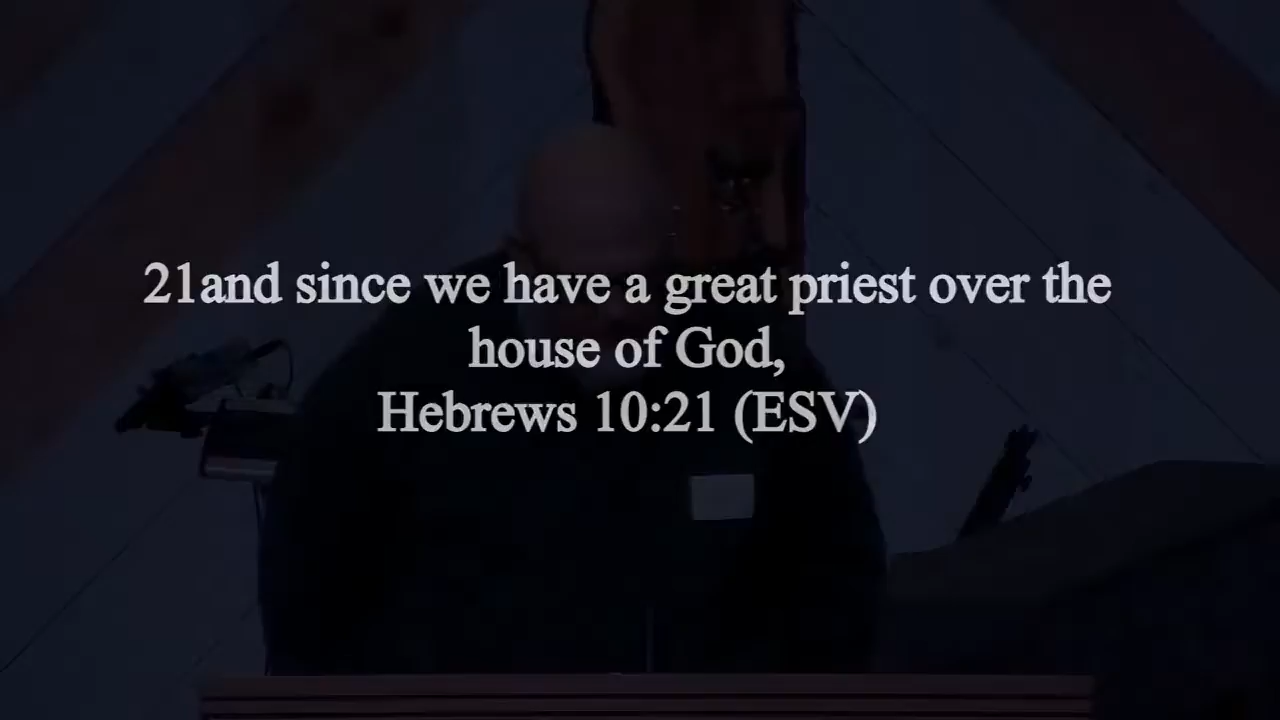 21and since we have a great priest over the
house of God,
Hebrews 10:21 (ESV)